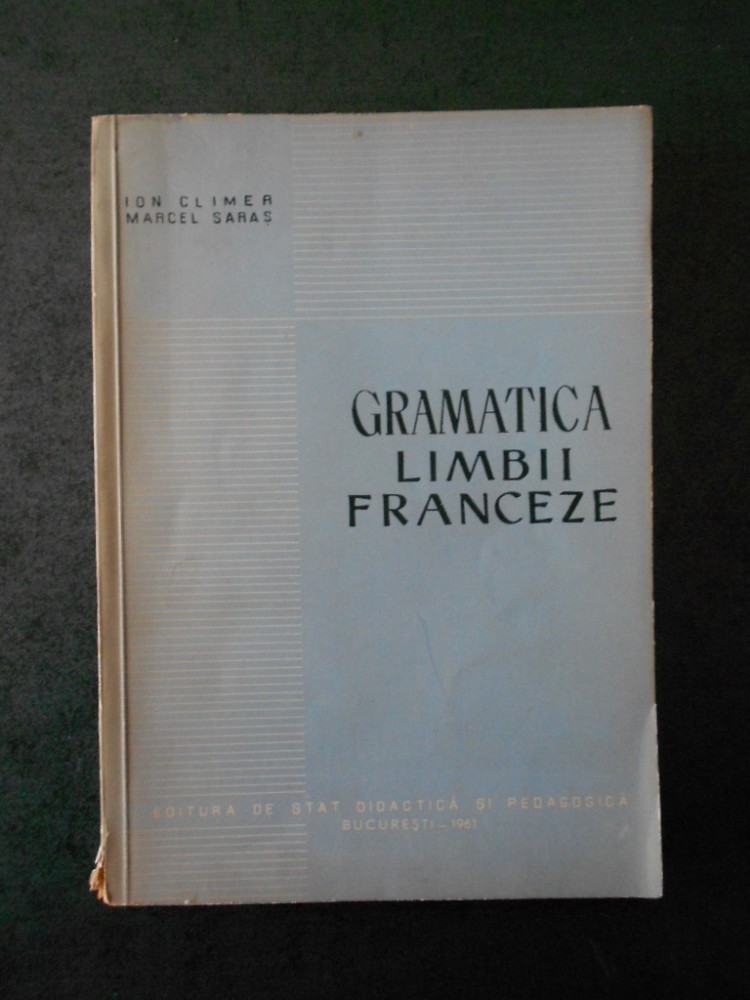 ION CLIMER
MARCEL SARAȘ
GRAMATICA
LIMBII
FRANCEZE
EDITURA DE STAT DIDACTICĂ ȘI PEDAGOGICĂ
BUCUREȘTI – 1961